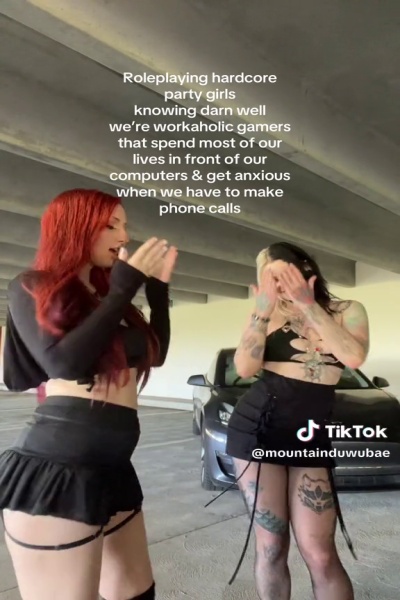 Roleplaying hardcore
party girls
knowing darn well
we're workaholic gamers
that spend most of our
lives in front of our
computers & get anxious
when we have to make
phone calls
TikTok
@mountainduwubae